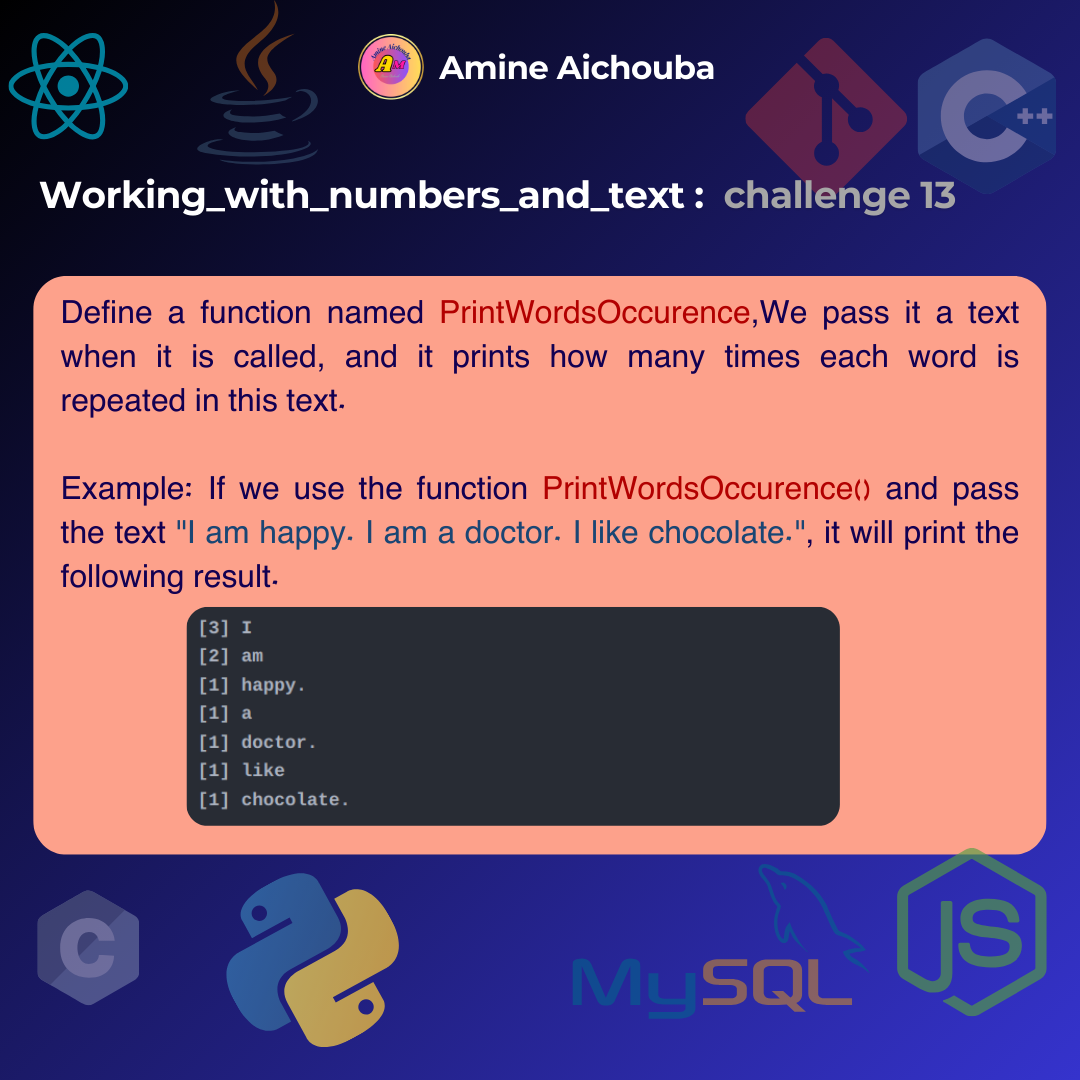 Amine Aichouba
Amine Aichouba
AM
C++
Working_with_numbers_and_text : challenge 13
Define a function named PrintWordsOccurence,We pass it a text
when it is called, and it prints how many times each word is
repeated in this text.
Example: If we use the function PrintWordsOccurence() and pass
the text "I am happy. I am a doctor. I like chocolate.", it will print the
following result.
[3] I
[2] am
[1] happy.
[1] a
[1] doctor.
[1] like
[1] chocolate.
C
MySQL
JS